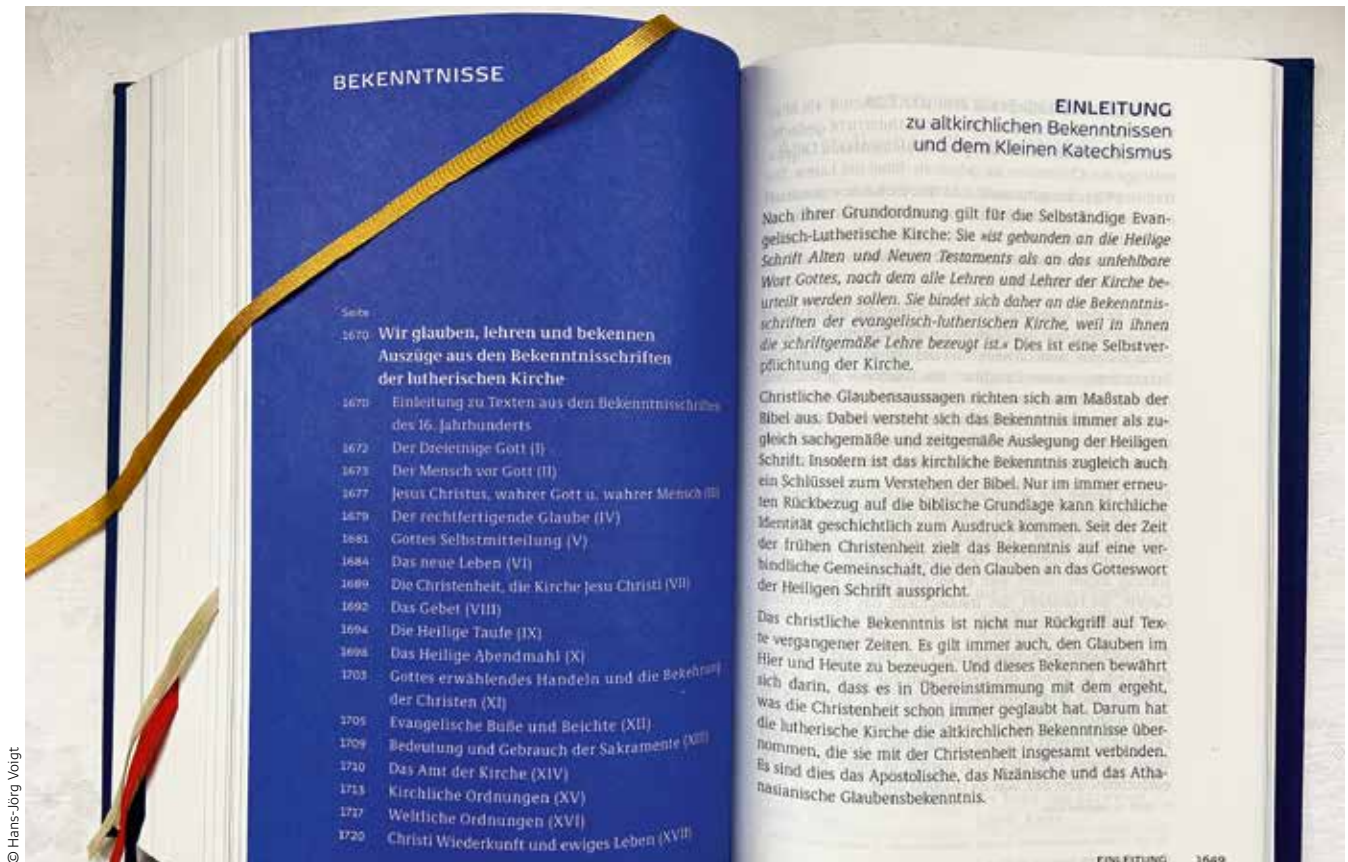 BEKENNTNISSE
Seite
1670 Wir glauben, lehren und bekennen
Auszüge aus den Bekenntnisschriften
der lutherischen Kirche
1670 Einleitung zu Texten aus den Bekenntnisschriften
des 16. Jahrhunderts
1672 Der Dreieinige Gott (I)
1675 Der Mensch vor Gott (II)
1677 Jesus Christus, wahrer Gott u. wahrer Mensch (III)
1679 Der rechtfertigende Glaube (IV)
1681 Gottes Selbstmitteilung (V)
1684 Das neue Leben (VI)
1689 Die Christenheit, die Kirche Jesu Christi (VII)
1692 Das Gebet (VIII)
1694 Die Heilige Taufe (IX)
1698 Das Heilige Abendmahl (X)
1703 Gottes erwählendes Handeln und die Bekehrung
der Christen (XI)
1705 Evangelische Buße und Beichte (XII)
1709 Bedeutung und Gebrauch der Sakramente (XIII)
1710 Das Amt der Kirche (XIV)
1713 Kirchliche Ordnungen (XV)
1717 Weltliche Ordnungen (XVI)
1720 Christi Wiederkunft und ewiges Leben (XVII)
EINLEITUNG
zu altkirchlichen Bekenntnissen
und dem Kleinen Katechismus
Nach ihrer Grundordnung gilt für die Selbständige Evan-
gelisch-Lutherische Kirche: Sie »ist gebunden an die Heilige
Schrift Alten und Neuen Testaments als an das unfehlbare
Wort Gottes, nach dem alle Lehren und Lehrer der Kirche be-
urteilt werden sollen. Sie bindet sich daher an die Bekenntnis-
schriften der evangelisch-lutherischen Kirche, weil in ihnen
die schriftgemäße Lehre bezeugt ist.« Dies ist eine Selbstver-
pflichtung der Kirche.
Christliche Glaubensaussagen richten sich am Maßstab der
Bibel aus. Dabei versteht sich das Bekenntnis immer als zu-
gleich sachgemäße und zeitgemäße Auslegung der Heiligen
Schrift. Insofern ist das kirchliche Bekenntnis zugleich auch
ein Schlüssel zum Verstehen der Bibel. Nur im immer erneu-
ten Rückbezug auf die biblische Grundlage kann kirchliche
Identität geschichtlich zum Ausdruck kommen. Seit der Zeit
der frühen Christenheit zielt das Bekenntnis auf eine ver-
bindliche Gemeinschaft, die den Glauben an das Gotteswort
der Heiligen Schrift ausspricht.
Das christliche Bekenntnis ist nicht nur Rückgriff auf Tex-
te vergangener Zeiten. Es gilt immer auch, den Glauben im
Hier und Heute zu bezeugen. Und dieses Bekennen bewährt
sich darin, dass es in Übereinstimmung mit dem ergeht,
was die Christenheit schon immer geglaubt hat. Darum hat
die lutherische Kirche die altkirchlichen Bekenntnisse über-
nommen, die sie mit der Christenheit insgesamt verbinden.
Es sind dies das Apostolische, das Nizänische und das Atha-
nasianische Glaubensbekenntnis.
EINLEITUNG 1649
© Hans-Jörg Voigt